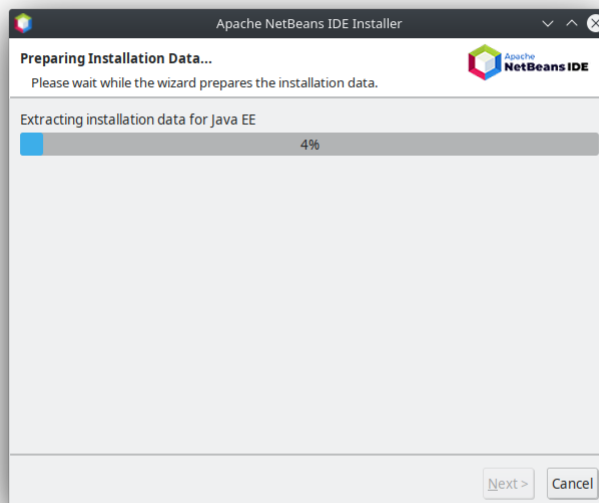 Apache NetBeans IDE Installer
Preparing Installation Data...
Apache
NetBeans IDE
Please wait while the wizard prepares the installation data.
Extracting installation data for Java EE
4%
Next >
Cancel